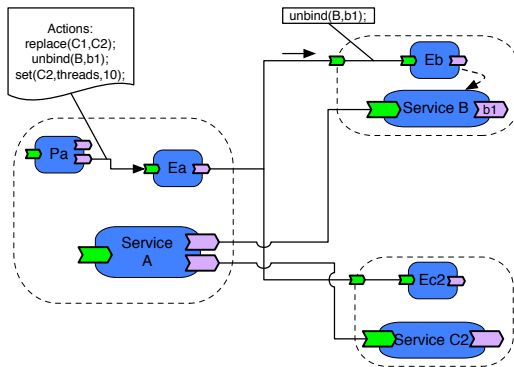 Actions:
replace(C1,C2);
unbind(B,b1);
set(C2,threads,10);
unbind(B,b1);
Eb
Service B
b1
Pa
Ea
Service
A
Ec2
Service C2